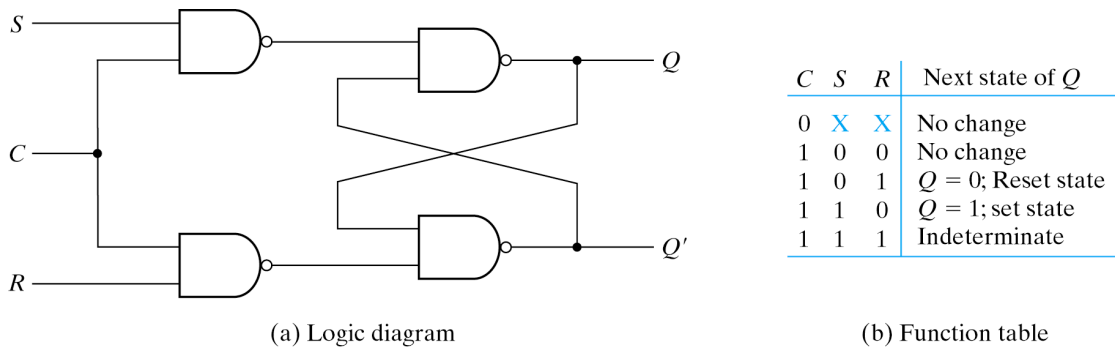 S
C
R
Q
Q'
(a) Logic diagram
C S R Next state of Q
0 X X No change
1 0 0 No change
1 0 1 Q = 0; Reset state
1 1 0 Q = 1; set state
1 1 1 Indeterminate
(b) Function table